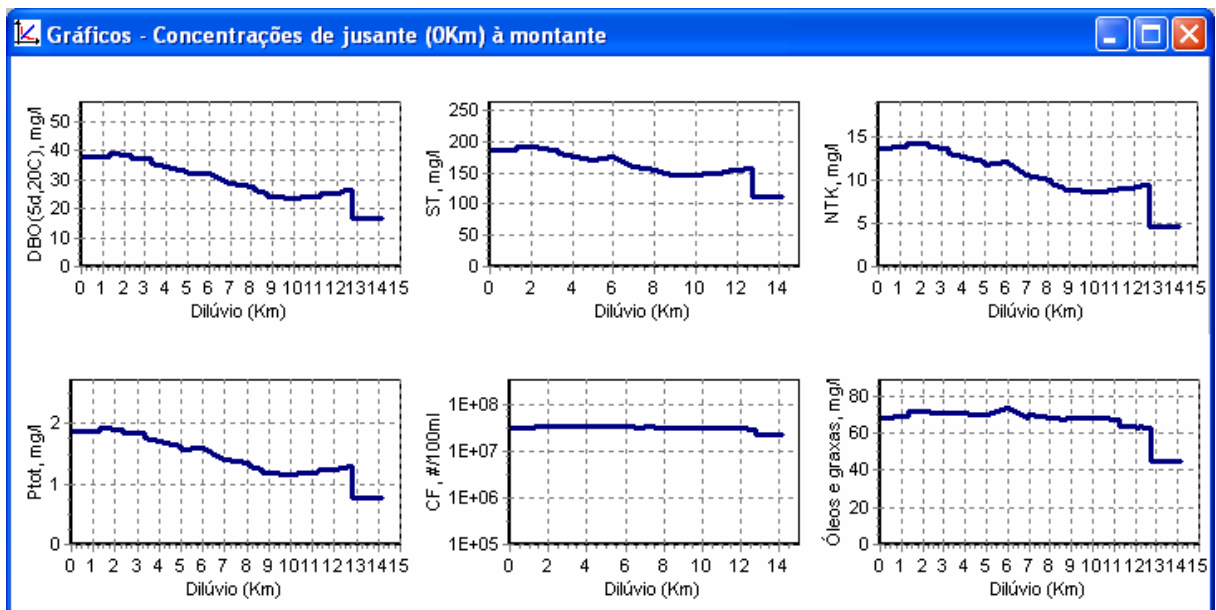 Gráficos - Concentrações de jusante (0Km) à montante
DBO(5d,20C), mg/l
50
40
30
20
10
0
0 1 2 3 4 5 6 7 8 9 10 11 12 13 14 15
Dilúvio (Km)
ST, mg/l
250
200
150
100
50
0
0 2 4 6 8 10 12 14
Dilúvio (Km)
NTK, mg/l
15
10
5
0
0 1 2 3 4 5 6 7 8 9 10 11 12 13 14 15
Dilúvio (Km)
Ptot, mg/l
2
1
0
0 1 2 3 4 5 6 7 8 9 10 11 12 13 14 15
Dilúvio (Km)
CF, #/100ml
1E+08
1E+07
1E+06
1E+05
0 2 4 6 8 10 12 14
Dilúvio (Km)
Óleos e graxas, mg/l
80
60
40
20
0
0 1 2 3 4 5 6 7 8 9 10 11 12 13 14 15
Dilúvio (Km)